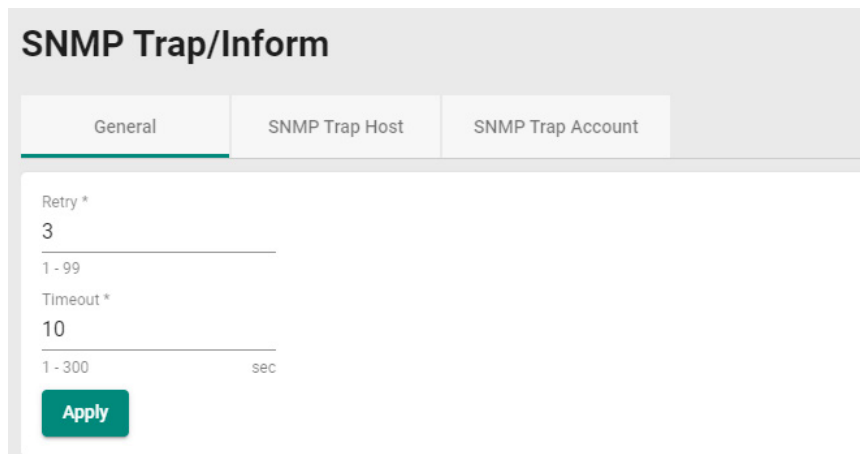 SNMP Trap/Inform
General SNMP Trap Host SNMP Trap Account
Retry *
3
1 - 99
Timeout *
10
1 - 300 sec
Apply